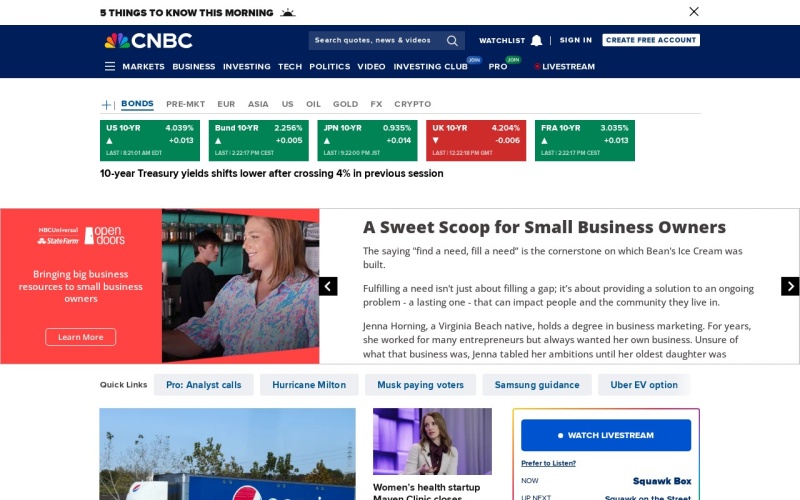 5 THINGS TO KNOW THIS MORNING
CNBC
Search quotes, news & videos
WATCHLIST
SIGN IN
CREATE FREE ACCOUNT
MARKETS
BUSINESS
INVESTING
TECH
POLITICS
VIDEO
INVESTING CLUB
JOIN
PRO
JOIN
LIVESTREAM
BONDS
PRE-MKT
EUR
ASIA
US
OIL
GOLD
FX
CRYPTO
US 10-YR 4.039%
+0.013
LAST | 8:21:01 AM EDT
Bund 10-YR 2.256%
+0.005
LAST | 2:22:17 PM CEST
JPN 10-YR 0.935%
+0.014
LAST | 9:22:00 PM JST
UK 10-YR 4.204%
-0.006
LAST | 12:22:18 PM GMT
FRA 10-YR 3.035%
+0.013
LAST | 2:22:17 PM CEST
10-year Treasury yields shifts lower after crossing 4% in previous session
NBCUniversal
StateFarm
open
doors
Bringing big business
resources to small business
owners
Learn More
A Sweet Scoop for Small Business Owners
The saying "find a need, fill a need" is the cornerstone on which Bean's Ice Cream was
built.
Fulfilling a need isn't just about filling a gap; it's about providing a solution to an ongoing
problem - a lasting one - that can impact people and the community they live in.
Jenna Horning, a Virginia Beach native, holds a degree in business marketing. For years,
she worked for many entrepreneurs but always wanted her own business. Unsure of
what that business was, Jenna tabled her ambitions until her oldest daughter was
Quick Links
Pro: Analyst calls
Hurricane Milton
Musk paying voters
Samsung guidance
Uber EV option
Women's health startup
Maven Clinic closes
WATCH LIVESTREAM
Prefer to Listen?
NOW Squawk Box
UP NEXT Squawk on the Street